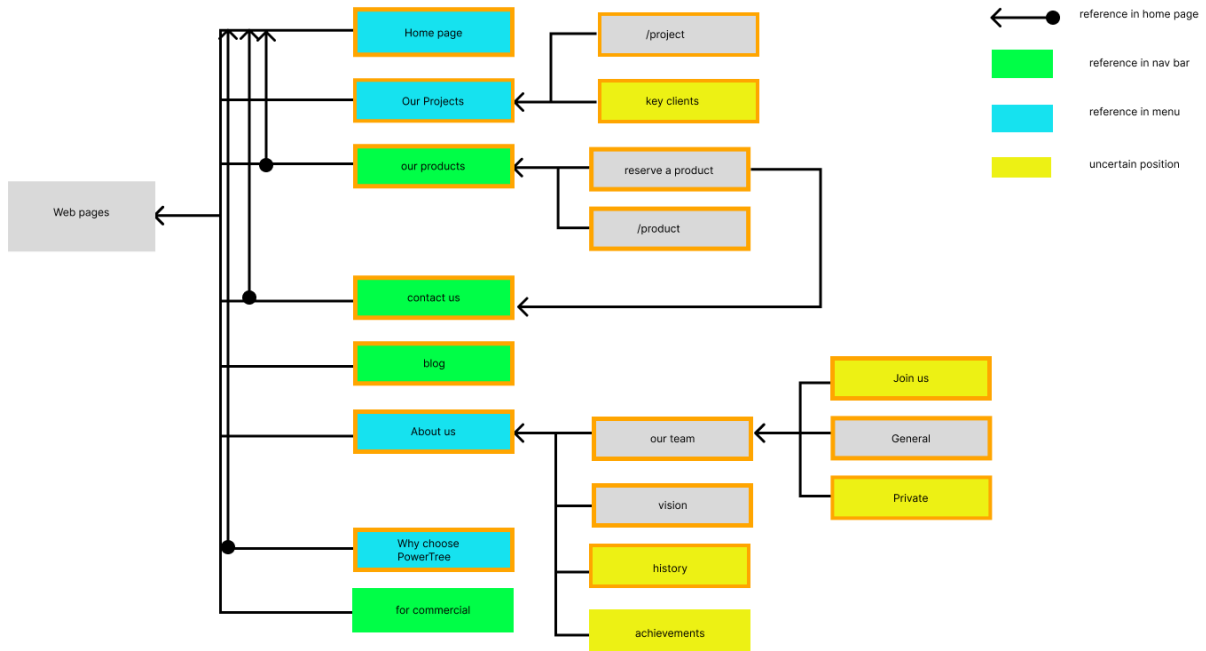 reference in home page
Home page
/project
reference in nav bar
Our Projects
key clients
reference in menu
our products
reserve a product
uncertain position
Web pages
/product
contact us
blog
Join us
About us
our team
General
vision
Private
Why choose
PowerTree
history
for commercial
achievements